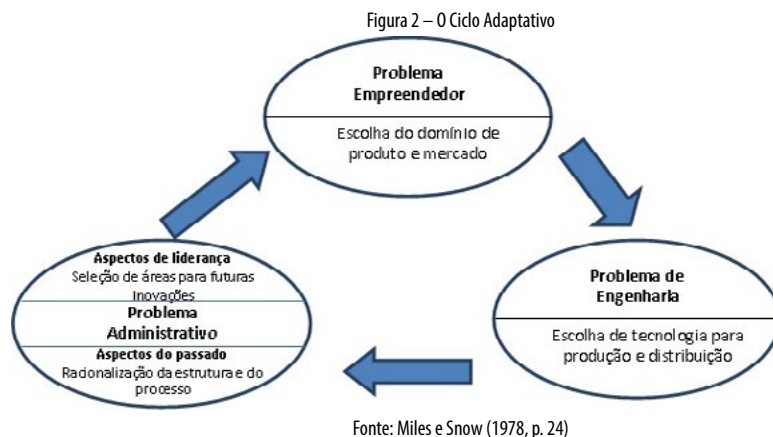 Figura 2 – O Ciclo Adaptativo
Problema
Empreendedor
Escolha do domínio de
produto e mercado
Aspectos de liderança
Seleção de áreas para futuras
inovações
Problema
Administrativo
Aspectos do passado
Racionalização da estrutura e do
processo
Problema de
Engenharia
Escolha de tecnologia para
produção e distribuição
Fonte: Miles e Snow (1978, p. 24)